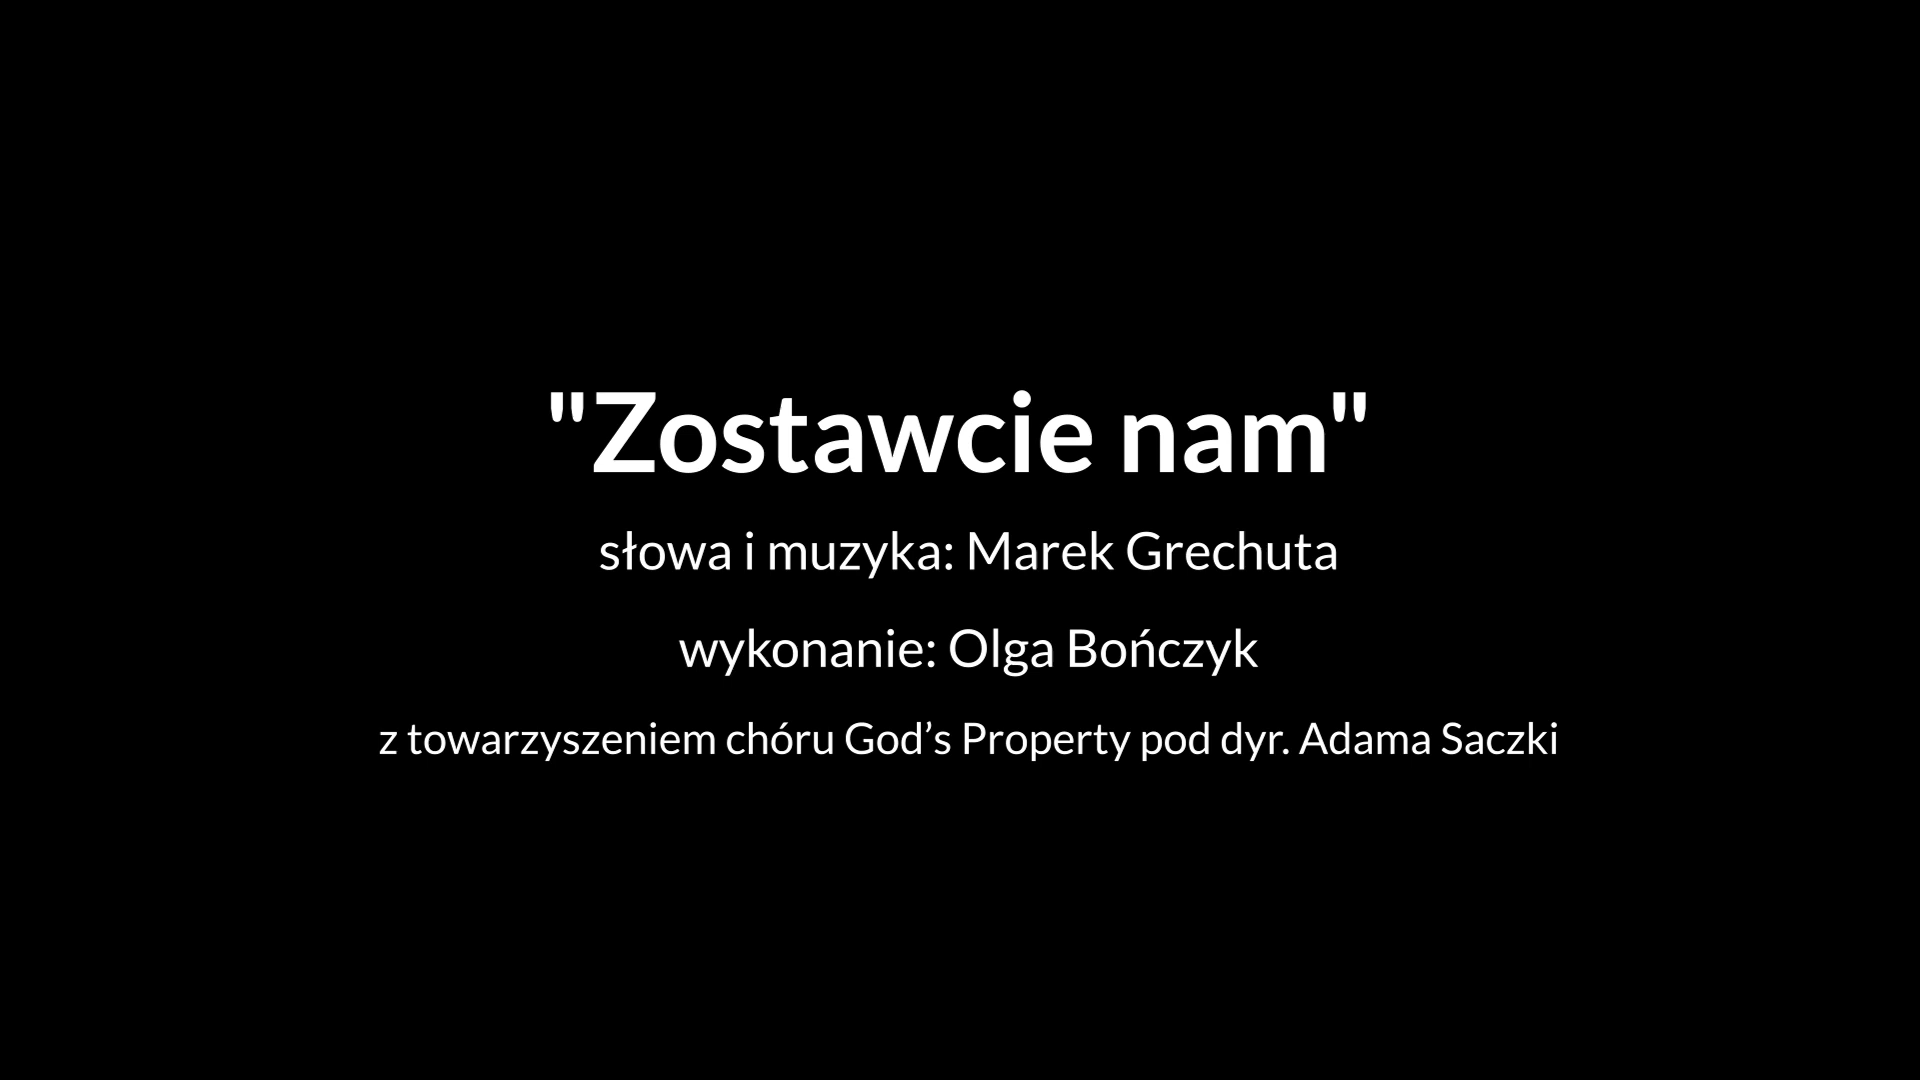 "Zostawcie nam"
słowa i muzyka: Marek Grechuta
wykonanie: Olga Bończyk
z towarzyszeniem chóru God’s Property pod dyr. Adama Saczki